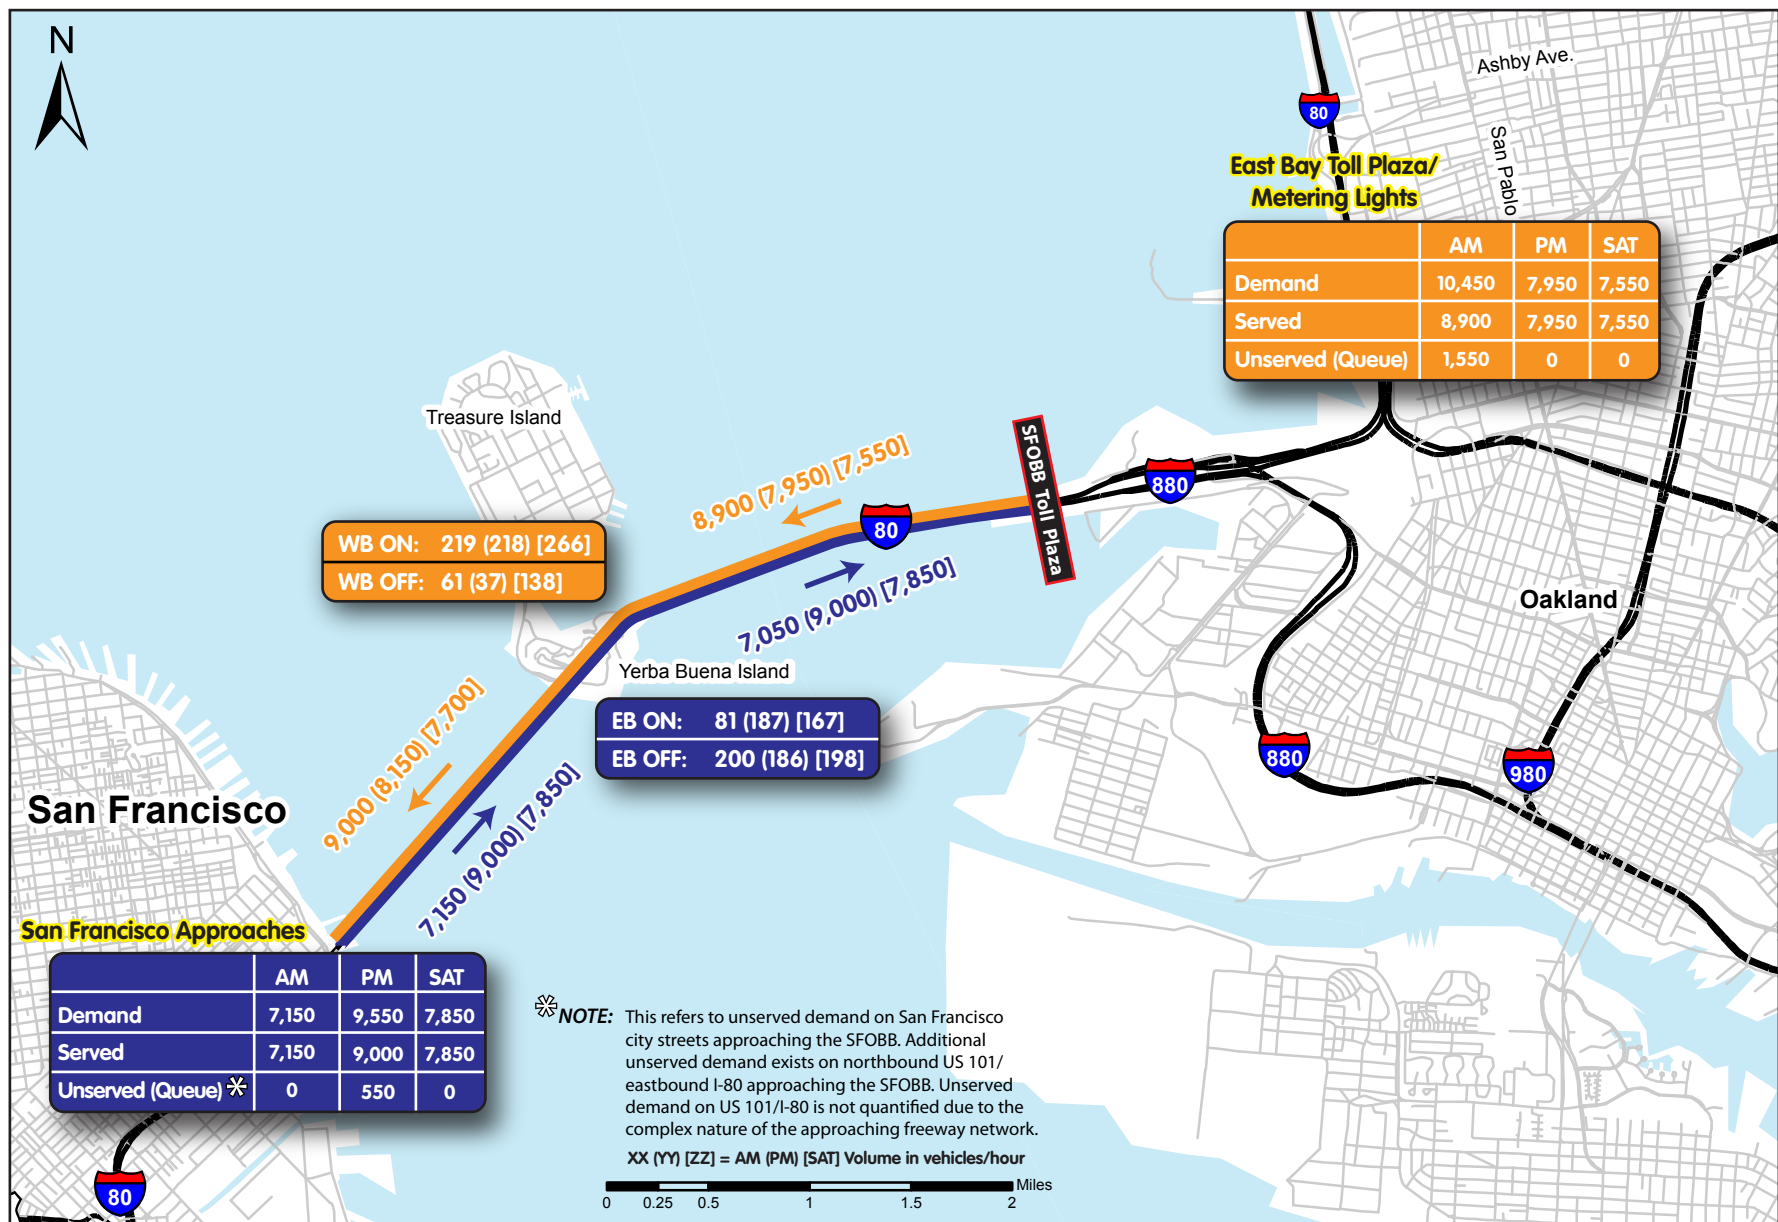 N
Ashby Ave.
80
San Pablo
East Bay Toll Plaza/
Metering Lights
AM PM SAT
Demand 10,450 7,950 7,550
Served 8,900 7,950 7,550
Unserved (Queue) 1,550 0 0
Treasure Island
8,900 (7,950) [7,550]
SFOBB Toll Plaza
880
80
WB ON: 219 (218) [266]
WB OFF: 61 (37) [138]
7,050 (9,000) [7,850]
Oakland
Yerba Buena Island
EB ON: 81 (187) [167]
EB OFF: 200 (186) [198]
9,000 (8,150) [7,700]
7,150 (9,000) [7,850]
880
980
San Francisco
San Francisco Approaches
AM PM SAT
Demand 7,150 9,550 7,850
Served 7,150 9,000 7,850
Unserved (Queue) * 0 550 0
80
* NOTE: This refers to unserved demand on San Francisco
city streets approaching the SFOBB. Additional
unserved demand exists on northbound US 101/
eastbound I-80 approaching the SFOBB. Unserved
demand on US 101/I-80 is not quantified due to the
complex nature of the approaching freeway network.
XX (YY) [ZZ] = AM (PM) [SAT] Volume in vehicles/hour
Miles
0 0.25 0.5 1 1.5 2